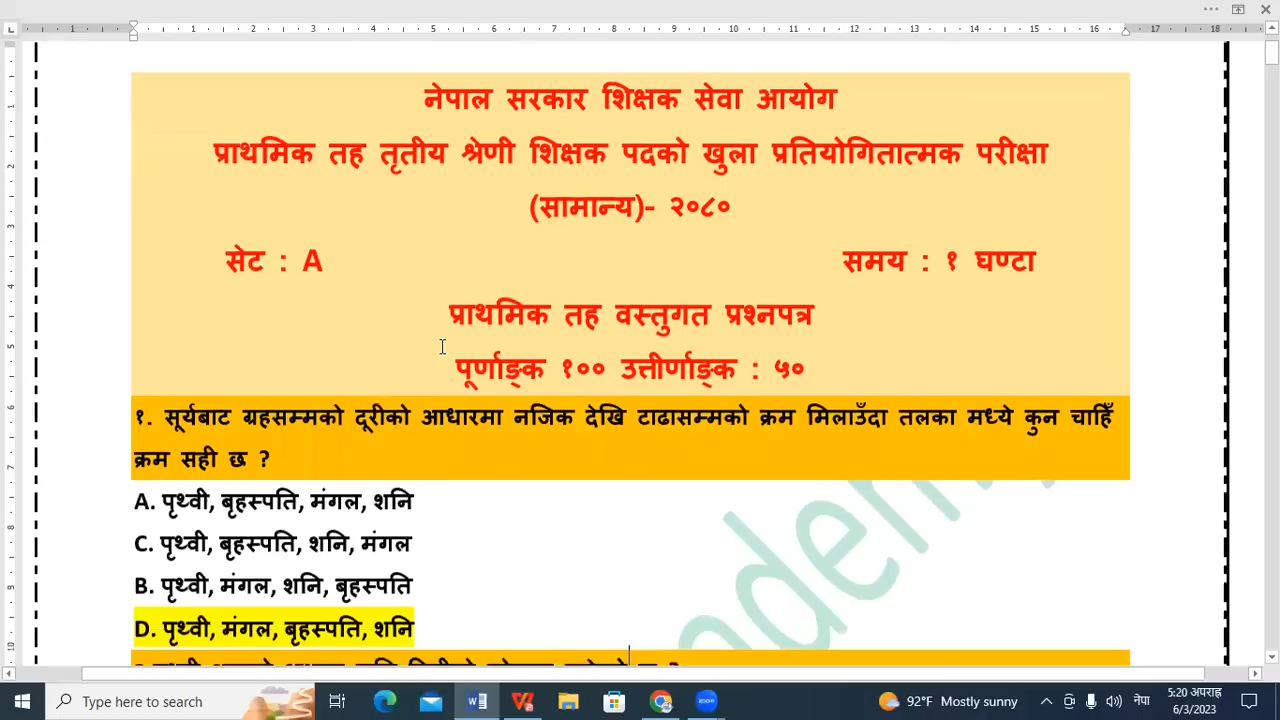 नेपाल सरकार शिक्षक सेवा आयोग
प्राथमिक तह तृतीय श्रेणी शिक्षक पदको खुला प्रतियोगितात्मक परीक्षा
(सामान्य)- २०८०
सेट : A समय : १ घण्टा
प्राथमिक तह वस्तुगत प्रश्नपत्र
पूर्णाङ्क १०० उत्तीर्णाङ्क : ५०
१. सूर्यबाट ग्रहसम्मको दूरीको आधारमा नजिक देखि टाढासम्मको क्रम मिलाउँदा तलका मध्ये कुन चाहिँ
क्रम सही छ ?
A. पृथ्वी, बृहस्पति, मंगल, शनि
C. पृथ्वी, बृहस्पति, शनि, मंगल
B. पृथ्वी, मंगल, शनि, बृहस्पति
D. पृथ्वी, मंगल, बृहस्पति, शनि
Type here to search
92°F Mostly sunny
नेपा
5:20 अपराह्न
6/3/2023